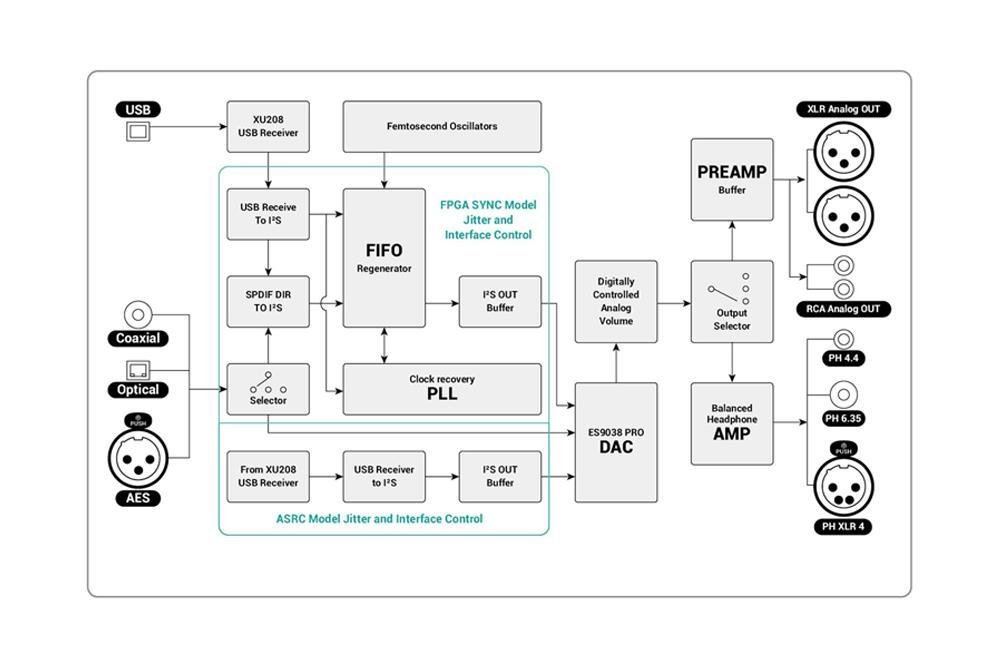 USB
XU208
USB Receiver
Femtosecond Oscillators
XLR Analog OUT
USB Receive
To I²S
FIFO
Regenerator
FPGA SYNC Model
Jitter and
Interface Control
PREAMP
Buffer
SPDIF DIR
TO I²S
I²S OUT
Buffer
Digitally
Controlled
Analog
Volume
Output
Selector
RCA Analog OUT
Coaxial
Optical
PUSH
AES
Selector
Clock recovery
PLL
ES9038 PRO
DAC
Balanced
Headphone
AMP
PH 4.4
PH 6.35
PUSH
PH XLR 4
From XU208
USB Receiver
USB Receiver
to I²S
I²S OUT
Buffer
ASRC Model Jitter and Interface Control